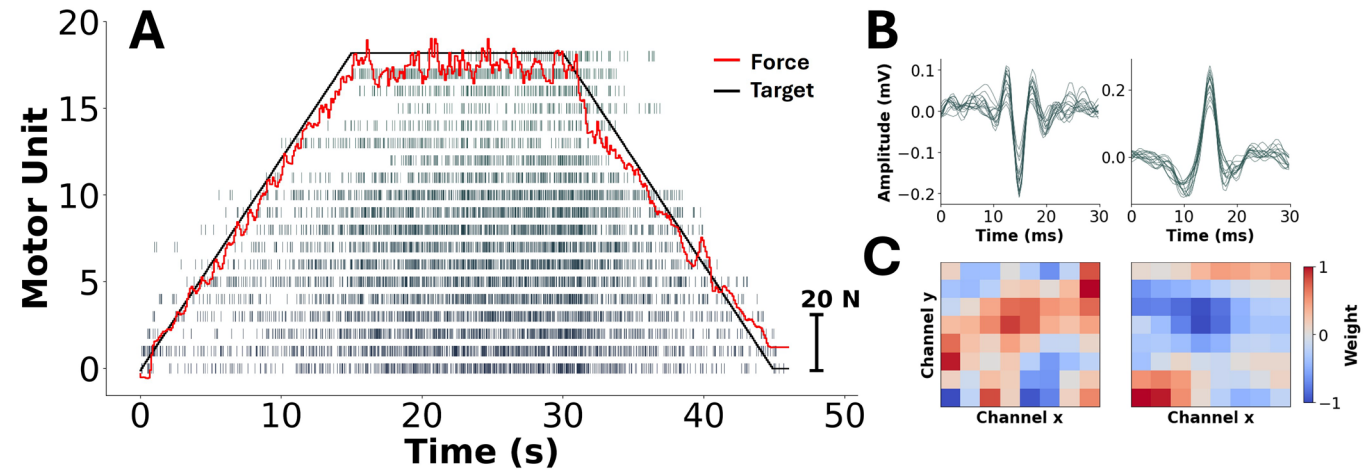 A
20
15
10
5
0
Motor Unit
Force
Target
20 N
0
10
20
30
40
50
Time (s)
B
0.1
0.0
−0.1
−0.2
Amplitude (mV)
0
10
20
30
Time (ms)
0.2
0.0
0
10
20
30
Time (ms)
C
Channel y
Channel x
Channel x
1
0
−1
Weight